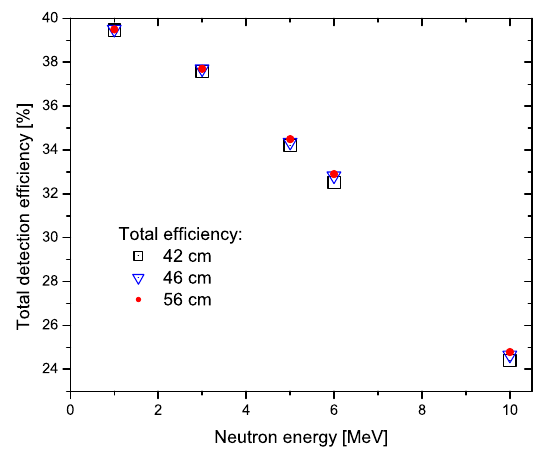 40
38
36
34
32
30
28
26
24
Total detection efficiency [%]
Total efficiency:
42 cm
46 cm
56 cm
0 2 4 6 8 10
Neutron energy [MeV]